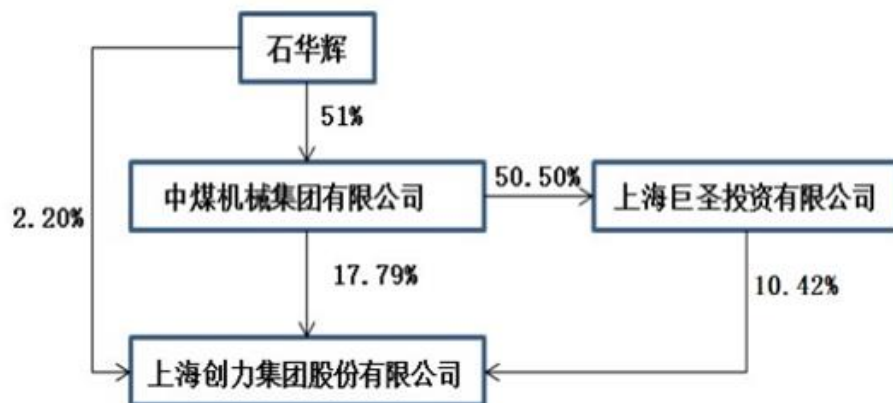 石华辉
51%
中煤机械集团有限公司
50.50%
上海巨圣投资有限公司
2.20%
17.79%
10.42%
上海创力集团股份有限公司